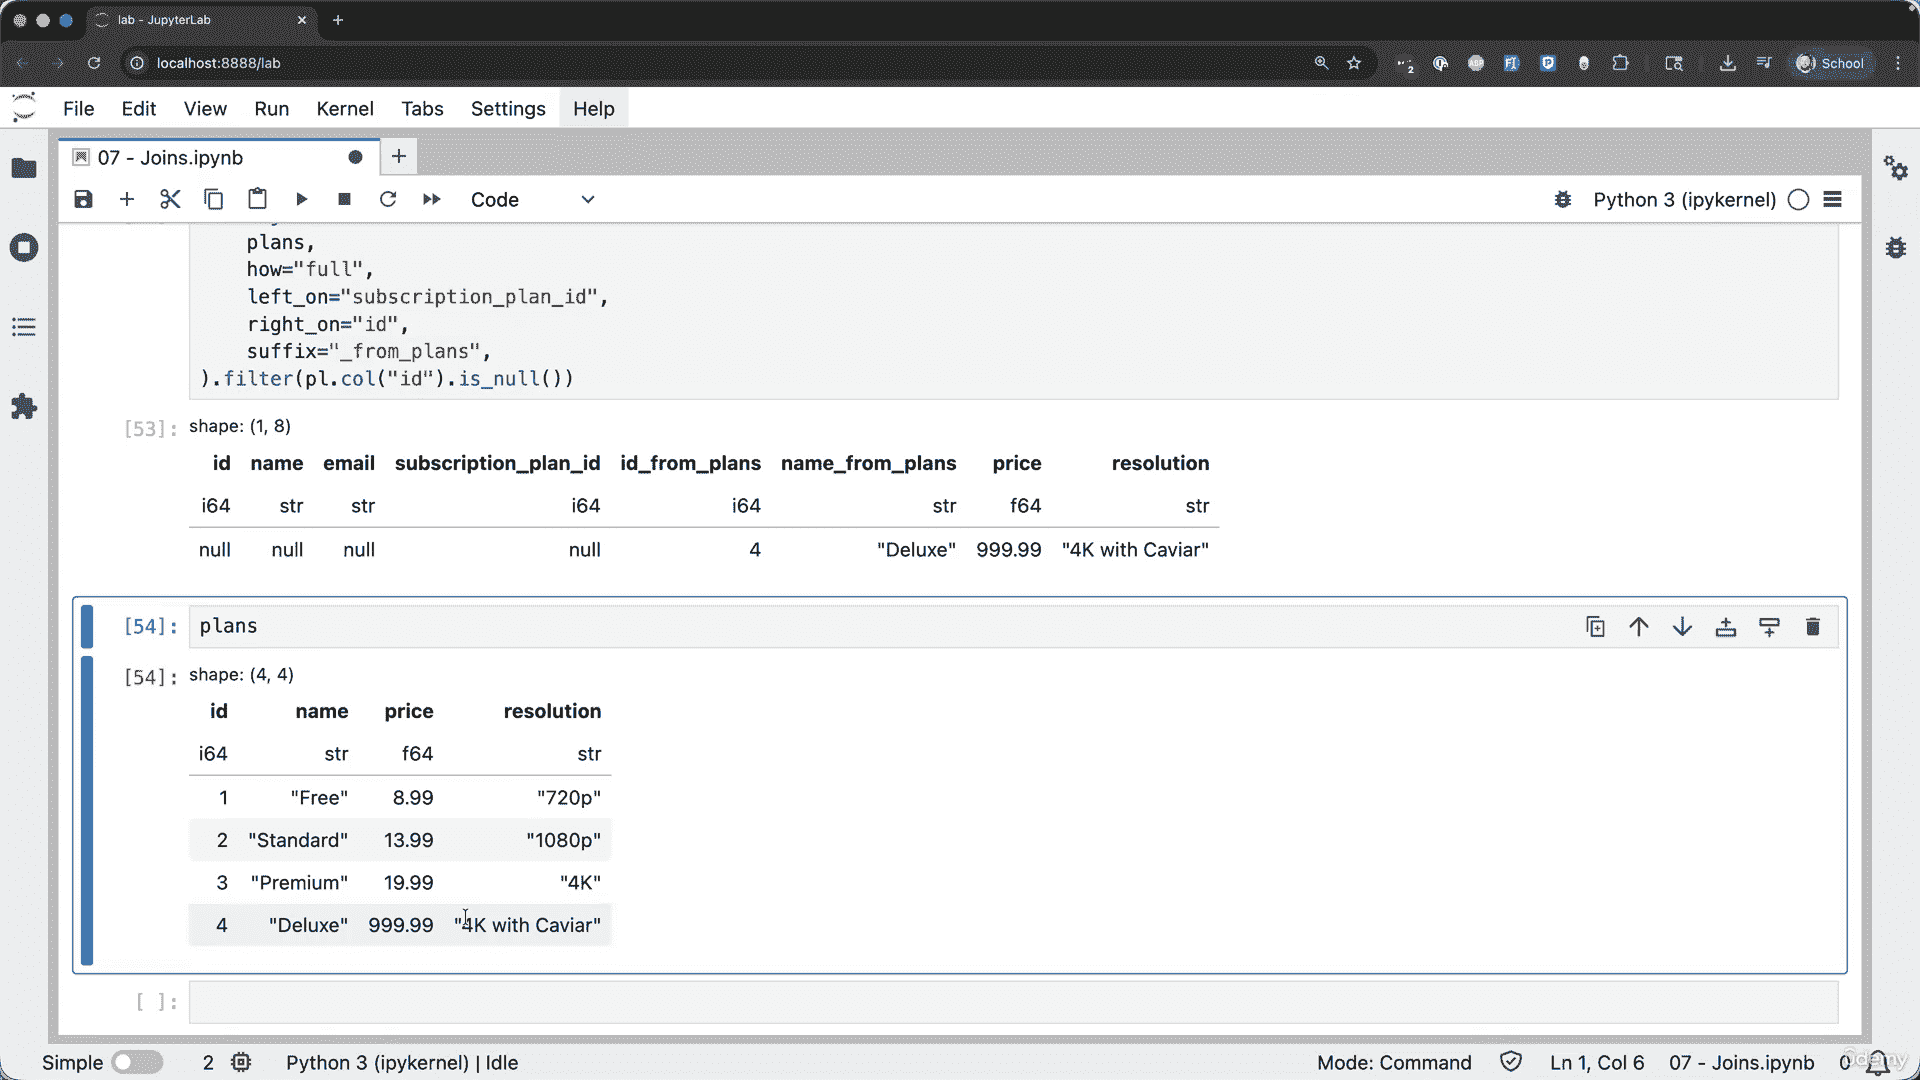 lab - JupyterLab
localhost:8888/lab
2
ABP
School
File Edit View Run Kernel Tabs Settings Help
07 - Joins.ipynb
Code
Python 3 (ipykernel)
plans,
how="full",
left_on="subscription_plan_id",
right_on="id",
suffix="_from_plans",
).filter(pl.col("id").is_null())
[53]: shape: (1, 8)
id name email subscription_plan_id id_from_plans name_from_plans price resolution
i64 str str i64 i64 str f64 str
null null null null 4 "Deluxe" 999.99 "4K with Caviar"
[54]: plans
[54]: shape: (4, 4)
id name price resolution
i64 str f64 str
1 "Free" 8.99 "720p"
2 "Standard" 13.99 "1080p"
3 "Premium" 19.99 "4K"
4 "Deluxe" 999.99 "4K with Caviar"
[ ]:
Simple 2 Python 3 (ipykernel) | Idle Mode: Command Ln 1, Col 6 07 - Joins.ipynb 0
udemy